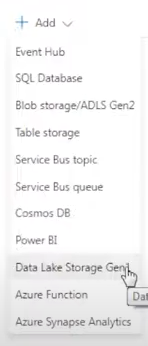 Add
Event Hub
SQL Database
Blob storage/ADLS Gen2
Table storage
Service Bus topic
Service Bus queue
Cosmos DB
Power BI
Data Lake Storage Gen1
Azure Function
Dat
Azure Synapse Analytics